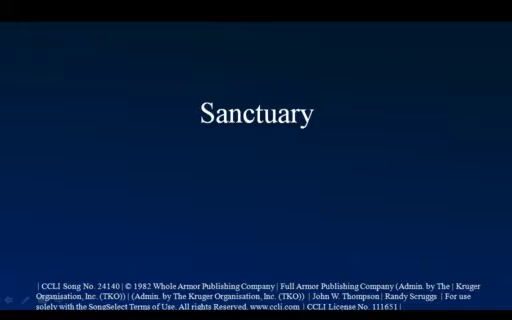 Sanctuary
| CCLI Song No. 24140 | © 1982 Whole Armor Publishing Company | Full Armor Publishing Company (Admin. by The | Kruger
Organisation, Inc. (TKO)) | (Admin. by The Kruger Organisation, Inc. (TKO)) | John W. Thompson | Randy Scruggs | For use
solely with the SongSelect Terms of Use. All rights Reserved. www.ccli.com | CCLI License No. 111651 |